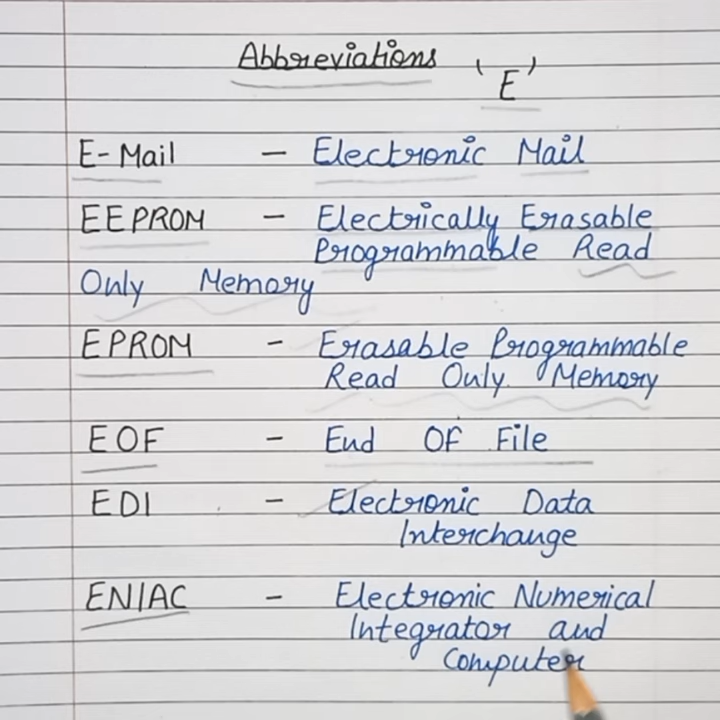 Abbreviations 'E'
E-Mail - Electronic Mail
EEPROM - Electrically Erasable
Programmable Read
Only Memory
EPROM - Erasable Programmable
Read Only Memory
EOF - End Of File
EDI - Electronic Data
Interchange
ENIAC - Electronic Numerical
Integrator and
Computer